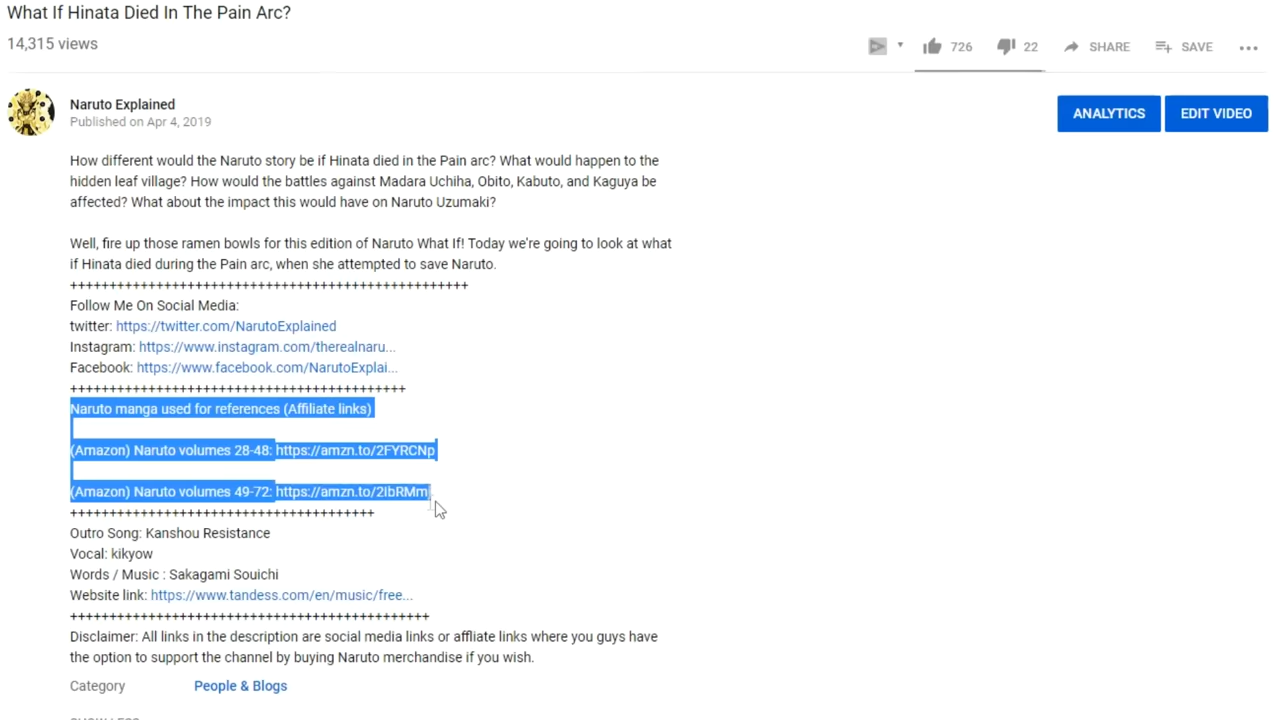 What If Hinata Died In The Pain Arc?
14,315 views
726
22
SHARE
SAVE
Naruto Explained
Published on Apr 4, 2019
ANALYTICS
EDIT VIDEO
How different would the Naruto story be if Hinata died in the Pain arc? What would happen to the
hidden leaf village? How would the battles against Madara Uchiha, Obito, Kabuto, and Kaguya be
affected? What about the impact this would have on Naruto Uzumaki?
Well, fire up those ramen bowls for this edition of Naruto What If! Today we're going to look at what
if Hinata died during the Pain arc, when she attempted to save Naruto.
+++++++++++++++++++++++++++++++++++++++++++++++++++
Follow Me On Social Media:
twitter: https://twitter.com/NarutoExplained
Instagram: https://www.instagram.com/therealnaru...
Facebook: https://www.facebook.com/NarutoExplai...
+++++++++++++++++++++++++++++++++++++++++++
Naruto manga used for references (Affiliate links)
(Amazon) Naruto volumes 28-48: https://amzn.to/2FYRCNp
(Amazon) Naruto volumes 49-72: https://amzn.to/2IbRMm
+++++++++++++++++++++++++++++++++++++++
Outro Song: Kanshou Resistance
Vocal: kikyow
Words / Music : Sakagami Souichi
Website link: https://www.tandess.com/en/music/free...
++++++++++++++++++++++++++++++++++++++++++++++
Disclaimer: All links in the description are social media links or affliate links where you guys have
the option to support the channel by buying Naruto merchandise if you wish.
Category
People & Blogs
SHOW LESS